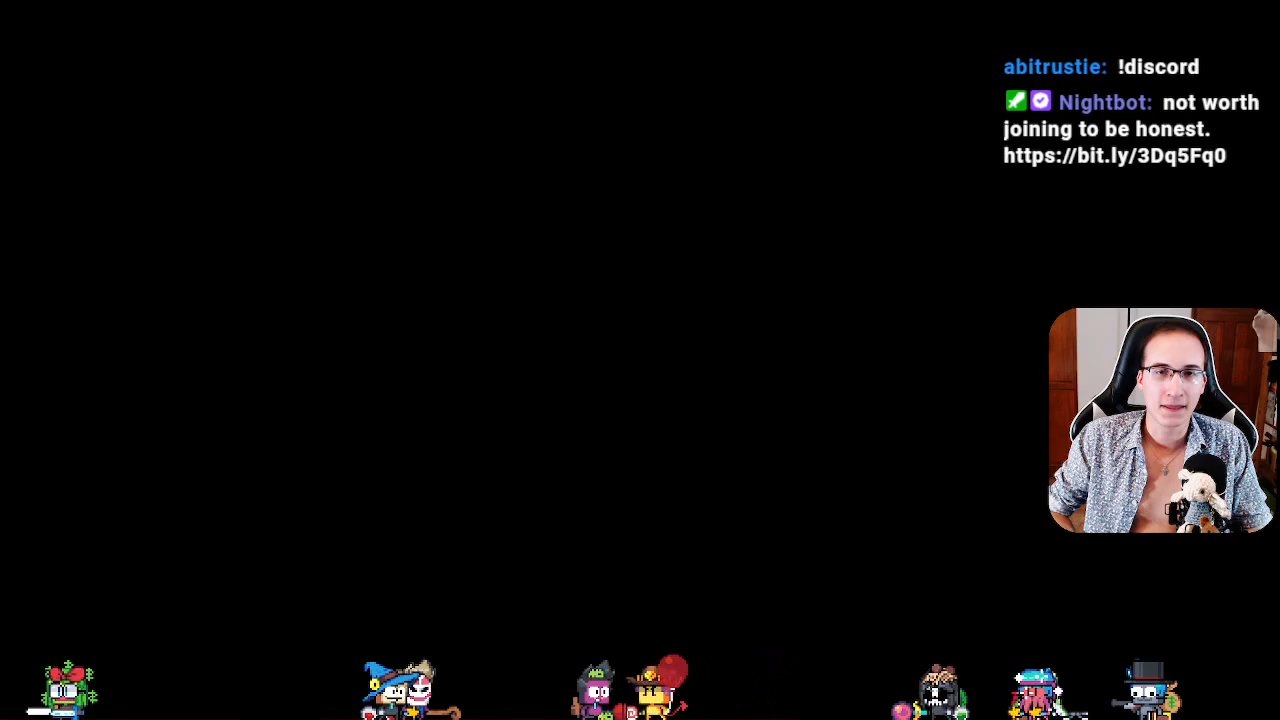 abitrustie: !discord
Nightbot: not worth
joining to be honest.
https://bit.ly/3Dq5Fq0